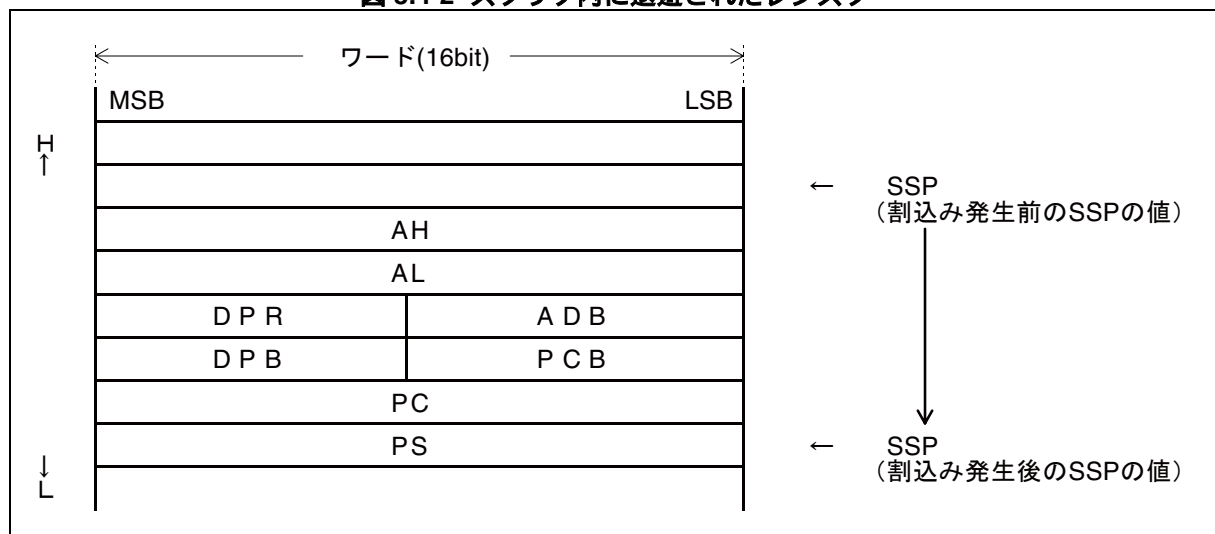 ワード(16bit)
MSB LSB
H
↑
← SSP
(割込み発生前のSSPの値)
AH
AL
DPR ADB
DPB PCB
PC
PS ← SSP
(割込み発生後のSSPの値)
↓
L